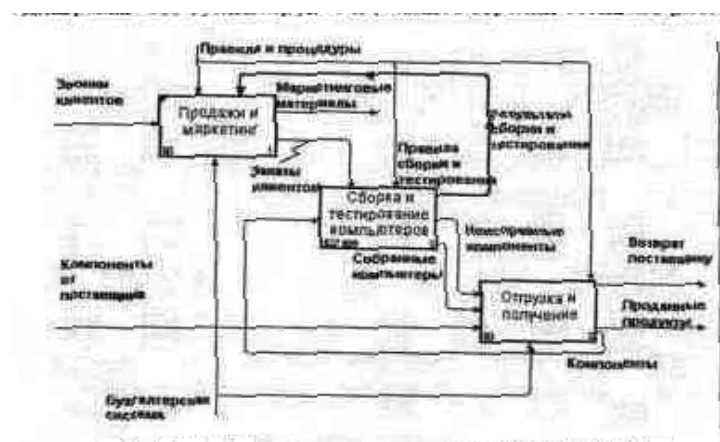 Правила и процедуры
Звонки
клиентов
Маркетинговые
материалы
Продажи и
маркетинг
Результаты
сборки и
тестирования
Правила
сборки и
тестирования
Заказы
клиентов
Сборка и
тестирование
компьютеров
Неисправные
компоненты
Собранные
компьютеры
Возврат
поставщику
Компоненты
от
поставщика
Отгрузка и
получение
Проданные
продукты
Компоненты
Бухгалтерская
система